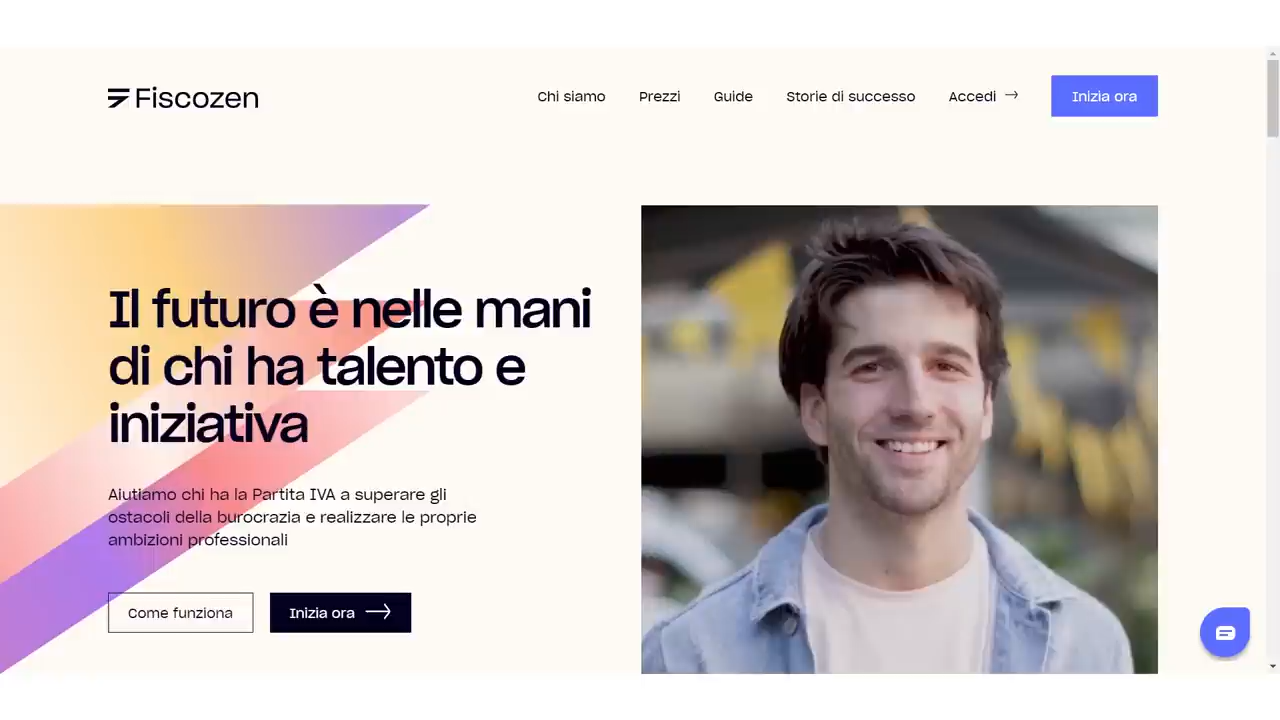 Fiscozen
Chi siamo
Prezzi
Guide
Storie di successo
Accedi →
Inizia ora
Il futuro è nelle mani
di chi ha talento e
iniziativa
Aiutiamo chi ha la Partita IVA a superare gli
ostacoli della burocrazia e realizzare le proprie
ambizioni professionali
Come funziona
Inizia ora →